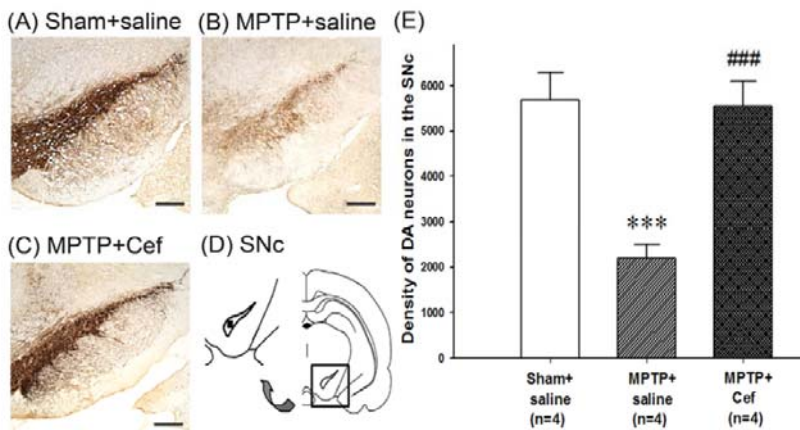 (A) Sham+saline
(B) MPTP+saline
(C) MPTP+Cef
(D) SNc
(E)
Density of DA neurons in the SNc
6000
5000
4000
3000
2000
1000
0
***
###
Sham+
saline
(n=4)
MPTP+
saline
(n=4)
MPTP+
Cef
(n=4)